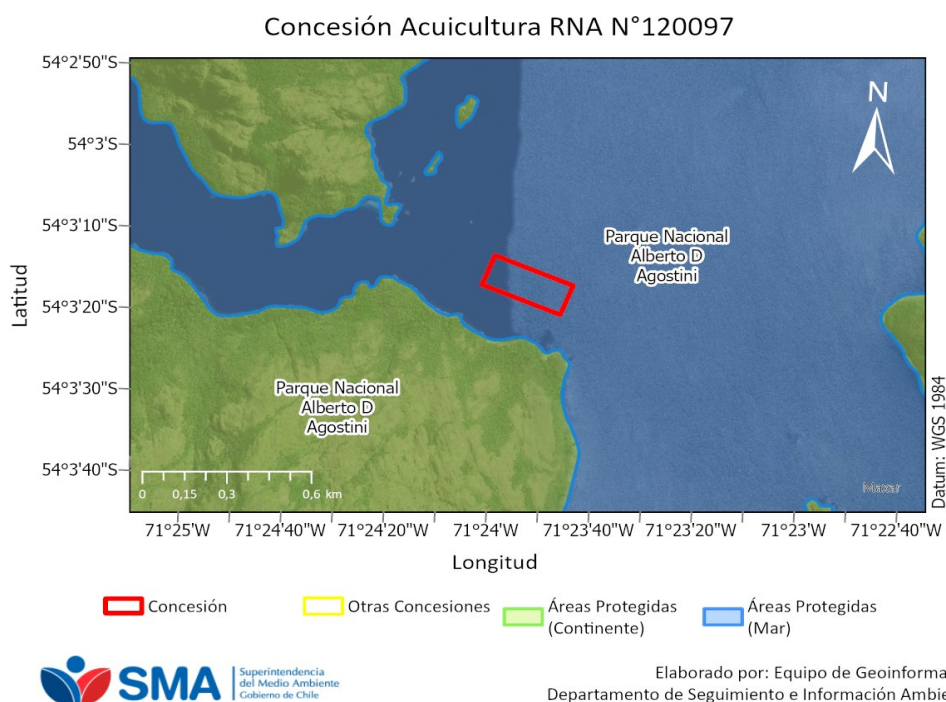 Concesión Acuicultura RNA N°120097
54°2'50"S
54°3'S
54°3'10"S
54°3'20"S
54°3'30"S
54°3'40"S
Latitud
N
Parque Nacional
Alberto D
Agostini
Parque Nacional
Alberto D
Agostini
0 0,15 0,3 0,6 km
Maxar
Datum: WGS 1984
71°25'W 71°24'40"W 71°24'20"W 71°24'W 71°23'40"W 71°23'20"W 71°23'W 71°22'40"W
Longitud
Concesión
Otras Concesiones
Áreas Protegidas
(Continente)
Áreas Protegidas
(Mar)
SMA
Superintendencia
del Medio Ambiente
Gobierno de Chile
Elaborado por: Equipo de Geoinforma
Departamento de Seguimiento e Información Ambie